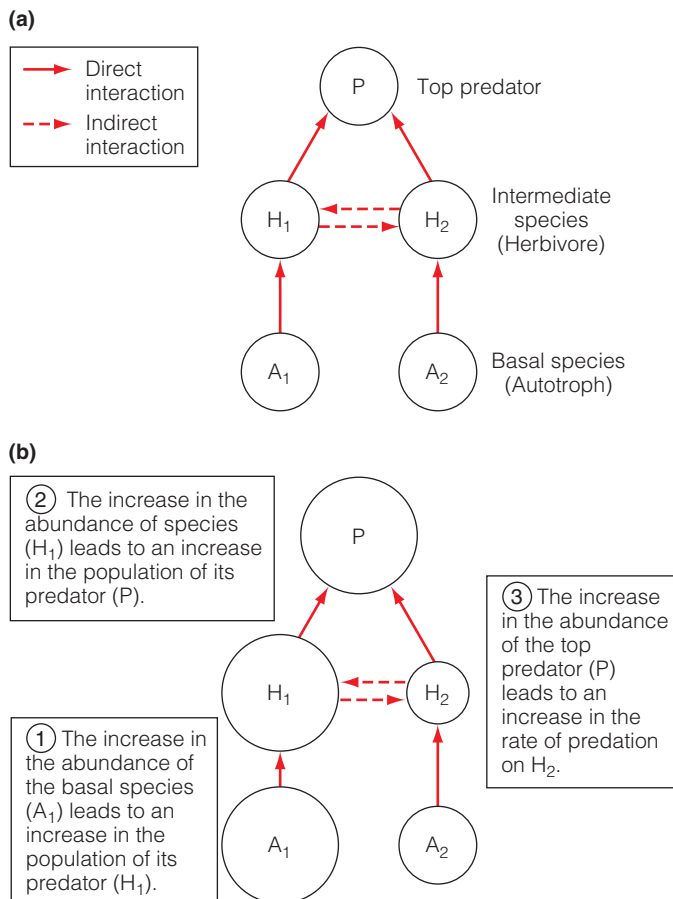 (a)
Direct
interaction
Indirect
interaction
P
Top predator
H₁
H₂
Intermediate
species
(Herbivore)
A₁
A₂
Basal species
(Autotroph)
(b)
② The increase in the
abundance of species
(H₁) leads to an increase
in the population of its
predator (P).
P
③ The increase
in the abundance
of the top
predator (P)
leads to an
increase in the
rate of predation
on H₂.
H₁
H₂
① The increase in
the abundance of
the basal species
(A₁) leads to an
increase in the
population of its
predator (H₁).
A₁
A₂